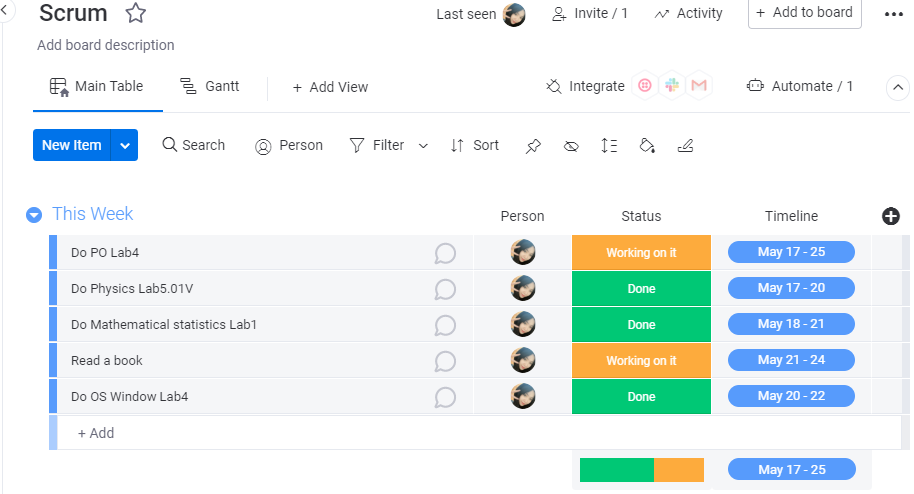 Scrum
Last seen
Invite / 1
Activity
+ Add to board
Add board description
Main Table
Gantt
+ Add View
Integrate
Automate / 1
New Item
Search
Person
Filter
Sort
This Week
Person
Status
Timeline
Do PO Lab4
Working on it
May 17 - 25
Do Physics Lab5.01V
Done
May 17 - 20
Do Mathematical statistics Lab1
Done
May 18 - 21
Read a book
Working on it
May 21 - 24
Do OS Window Lab4
Done
May 20 - 22
+ Add
May 17 - 25